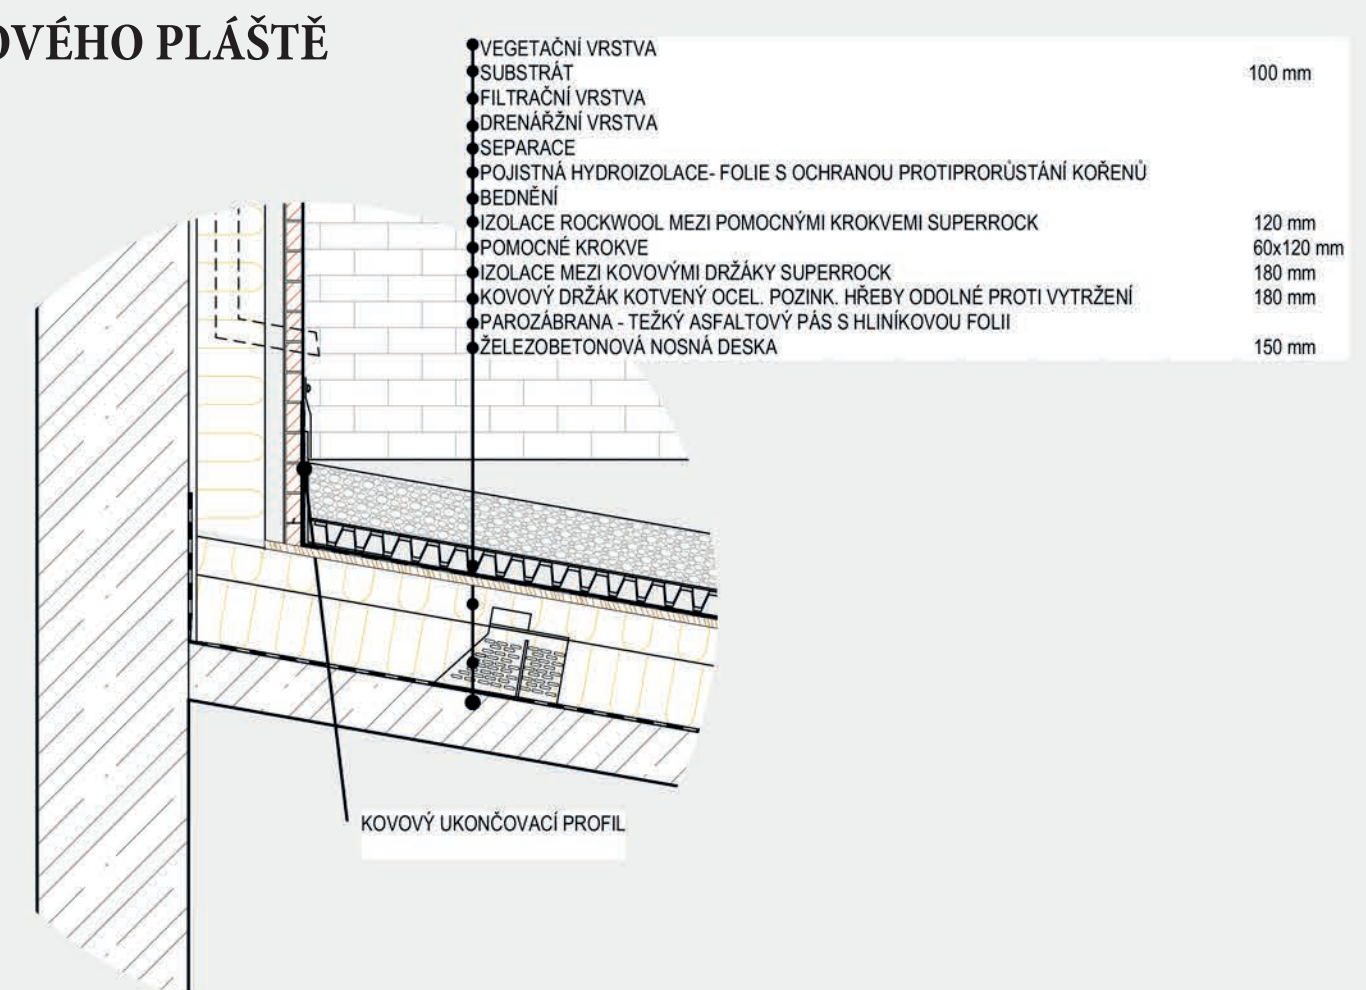 OVÉHO PLÁŠTĚ
VEGETAČNÍ VRSTVA
SUBSTRÁT 100 mm
FILTRAČNÍ VRSTVA
DRENÁŘŽNÍ VRSTVA
SEPARACE
POJISTNÁ HYDROIZOLACE- FOLIE S OCHRANOU PROTIPRORŮSTÁNÍ KOŘENŮ
BEDNĚNÍ
IZOLACE ROCKWOOL MEZI POMOCNÝMI KROKVEMI SUPERROCK 120 mm
POMOCNÉ KROKVE 60x120 mm
IZOLACE MEZI KOVOVÝMI DRŽÁKY SUPERROCK 180 mm
KOVOVÝ DRŽÁK KOTVENÝ OCEL. POZINK. HŘEBY ODOLNÉ PROTI VYTRŽENÍ 180 mm
PAROZÁBRANA - TEŽKÝ ASFALTOVÝ PÁS S HLINÍKOVOU FOLII
ŽELEZOBETONOVÁ NOSNÁ DESKA 150 mm
KOVOVÝ UKONČOVACÍ PROFIL